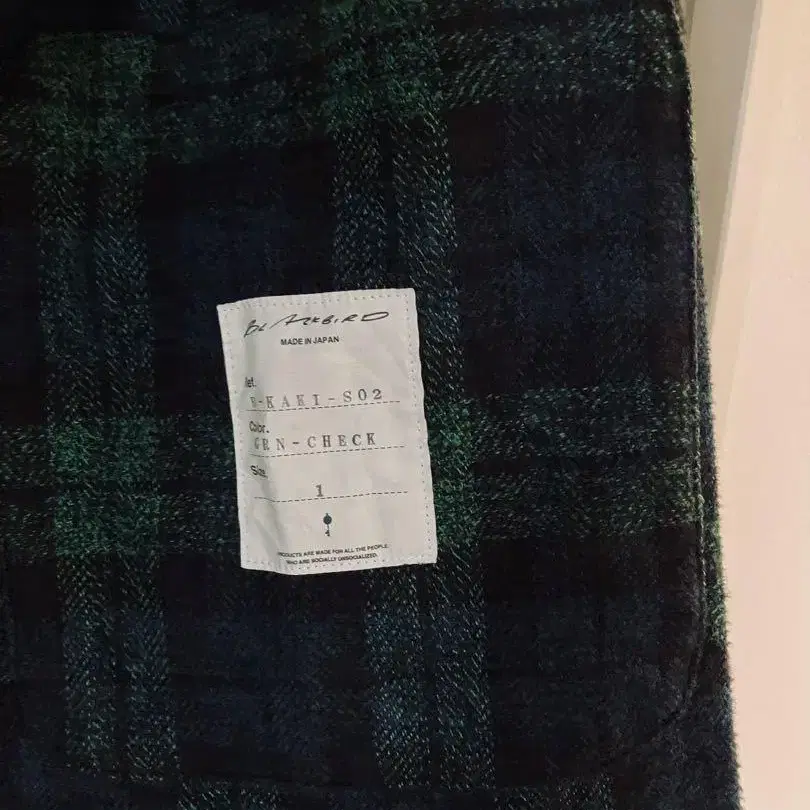 BLACKBIRD
MADE IN JAPAN
-KAKI-S02
Color.
GRN-CHECK
Size.
1
PRODUCTS ARE MADE FOR ALL THE PEOPLE.
WHO ARE SOCIALLY UNSOCIALIZED.